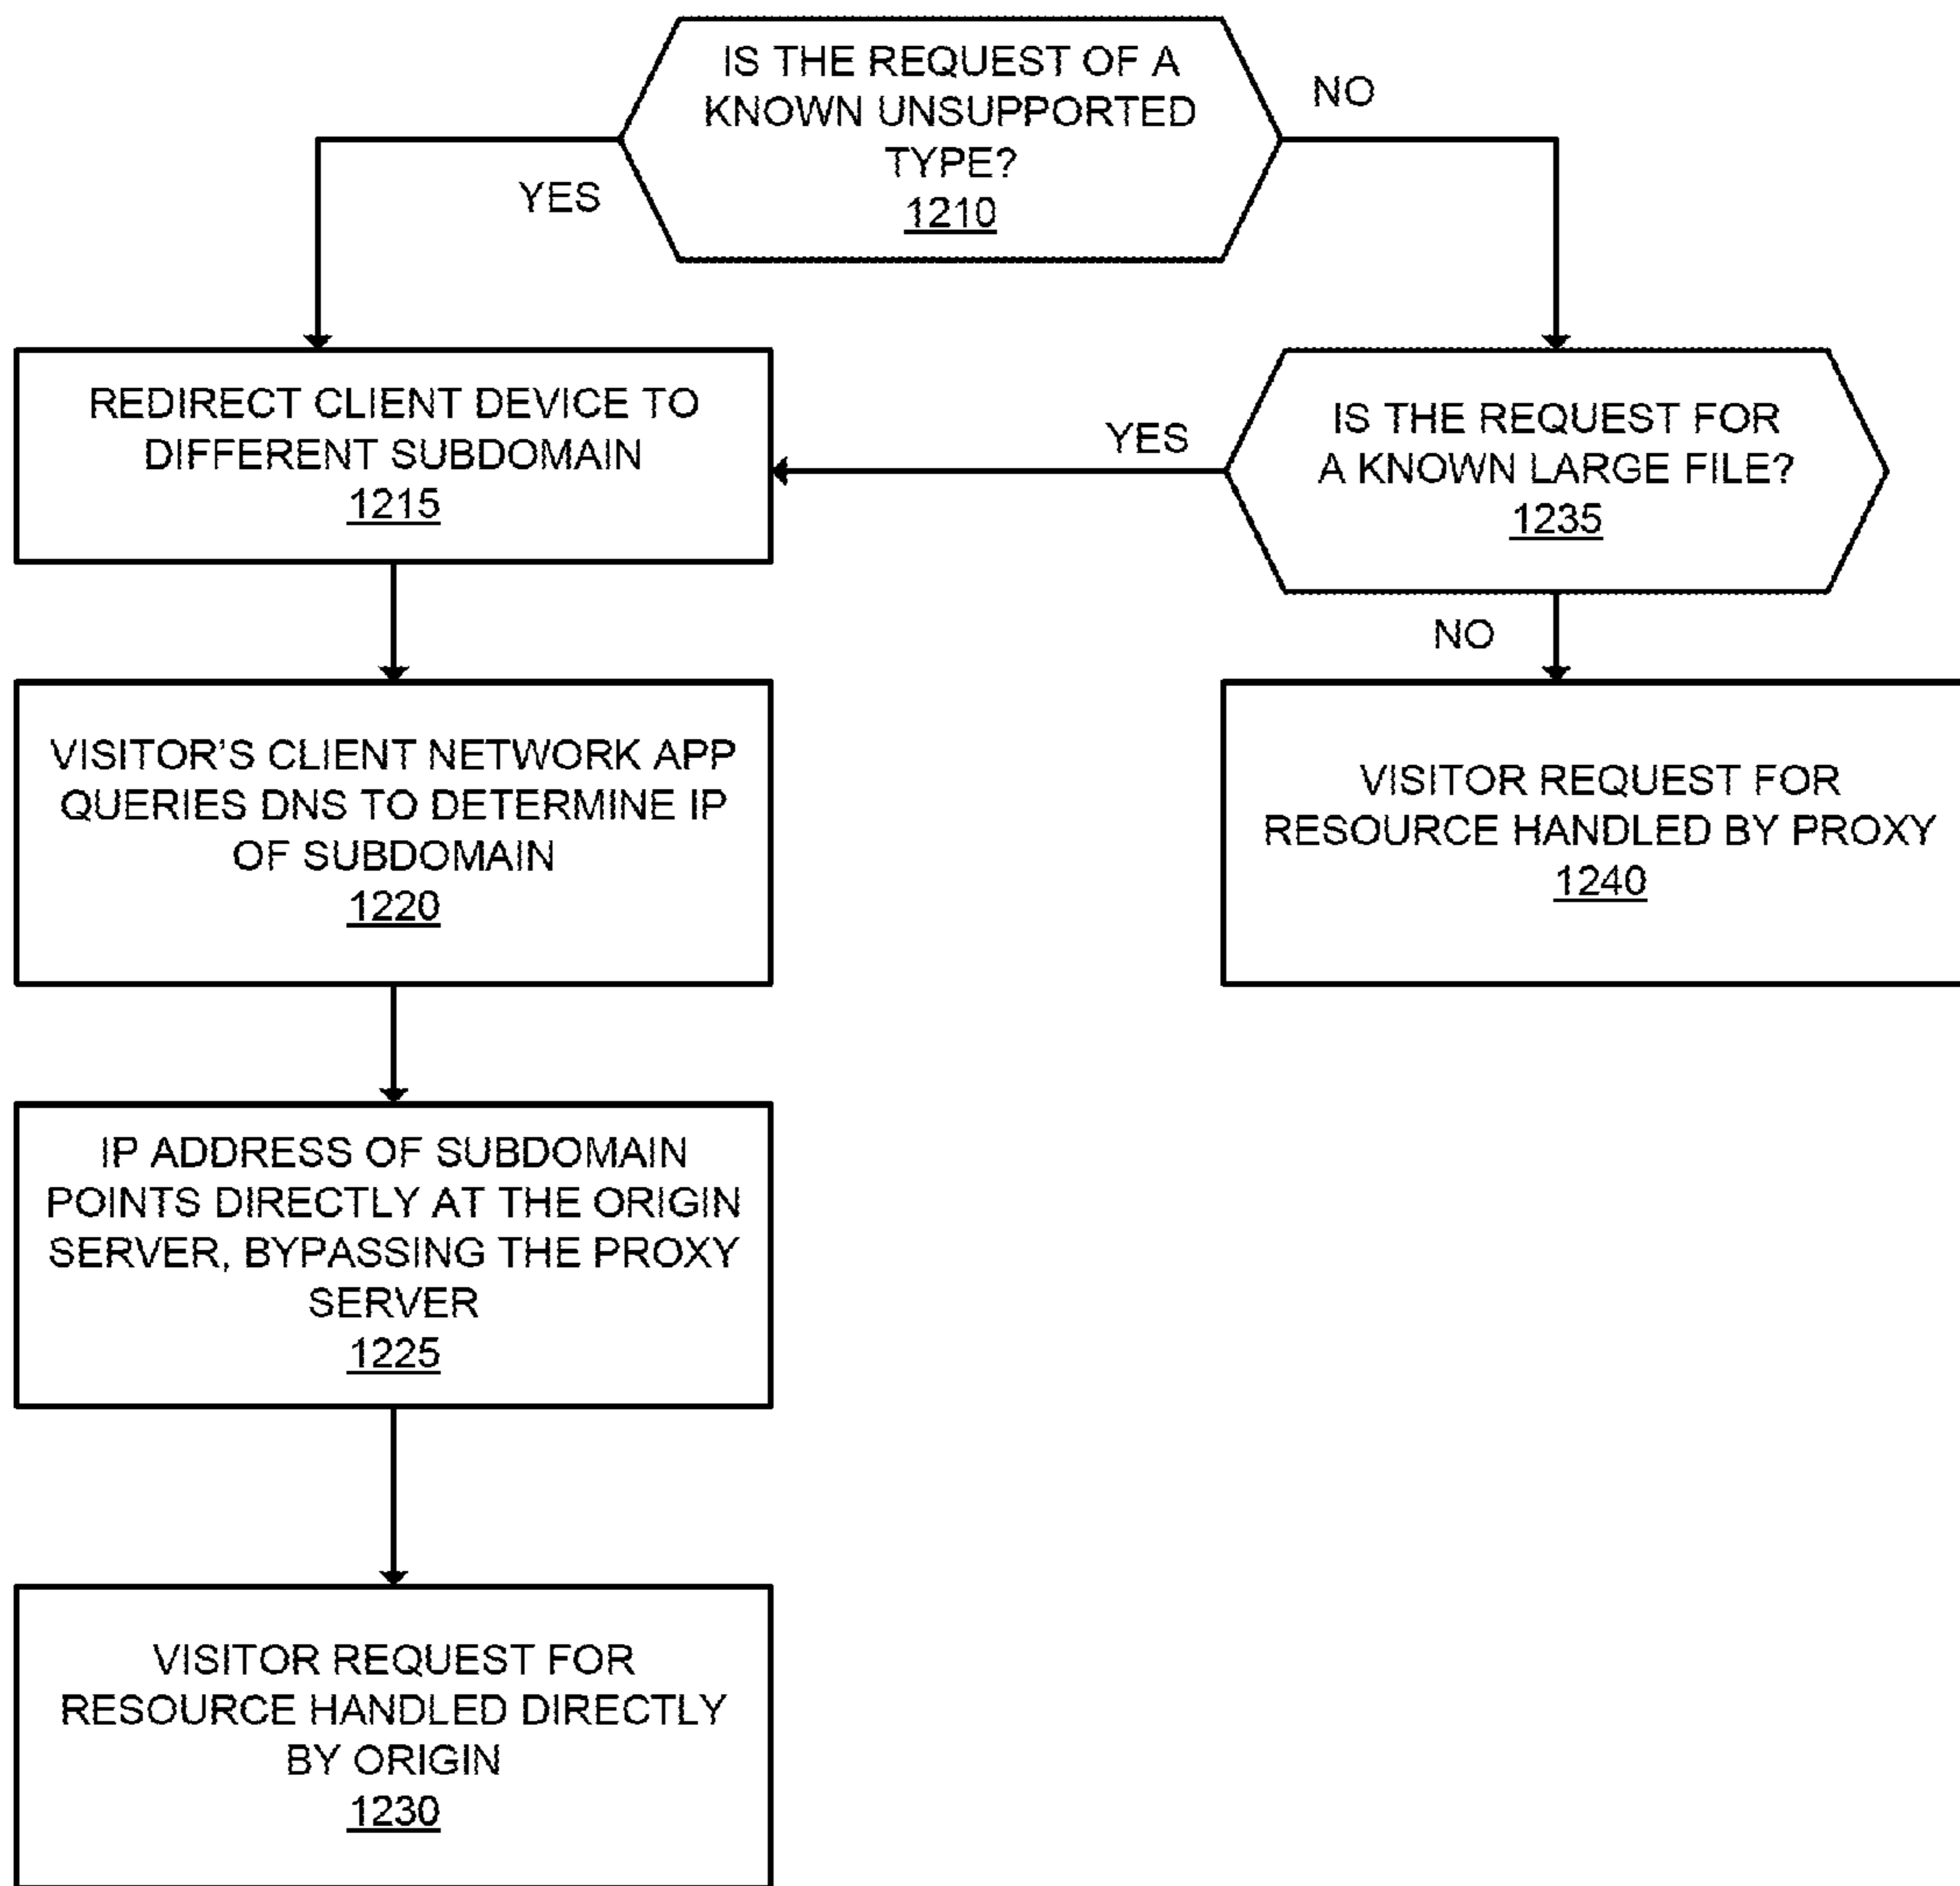 IS THE REQUEST OF A
KNOWN UNSUPPORTED
TYPE?
1210
NO
YES
REDIRECT CLIENT DEVICE TO
DIFFERENT SUBDOMAIN
1215
YES
IS THE REQUEST FOR
A KNOWN LARGE FILE?
1235
NO
VISITOR'S CLIENT NETWORK APP
QUERIES DNS TO DETERMINE IP
OF SUBDOMAIN
1220
VISITOR REQUEST FOR
RESOURCE HANDLED BY PROXY
1240
IP ADDRESS OF SUBDOMAIN
POINTS DIRECTLY AT THE ORIGIN
SERVER, BYPASSING THE PROXY
SERVER
1225
VISITOR REQUEST FOR
RESOURCE HANDLED DIRECTLY
BY ORIGIN
1230